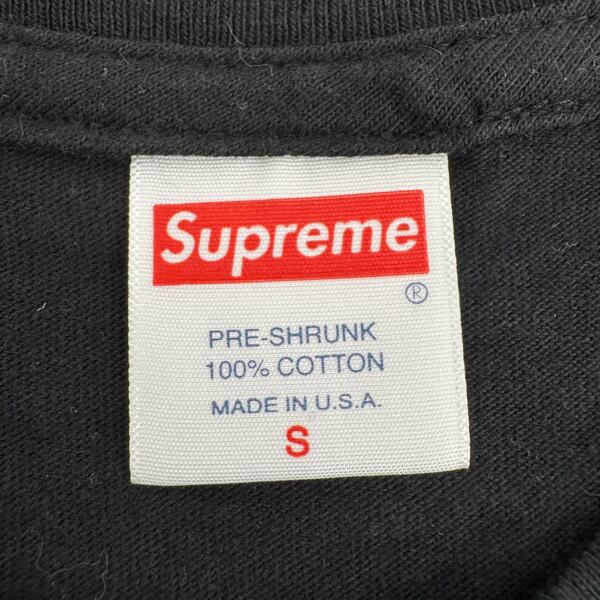 Supreme
®
PRE-SHRUNK
100% COTTON
MADE IN U.S.A.
S